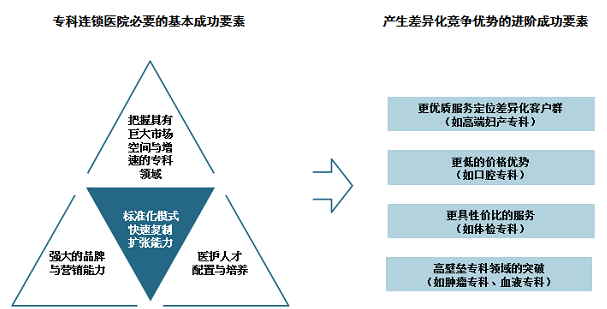 专科连锁医院必要的基本成功要素
产生差异化竞争优势的进阶成功要素
把握具有
巨大市场
空间与增
速的专科
领域
标准化模式
快速复制
扩张能力
强大的品牌
与营销能力
医护人才
配置与培养
更优质服务定位差异化客户群
（如高端妇产专科）
更低的价格优势
（如口腔专科）
更具性价比的服务
（如体检专科）
高壁垒专科领域的突破
（如肿瘤专科、血液专科）